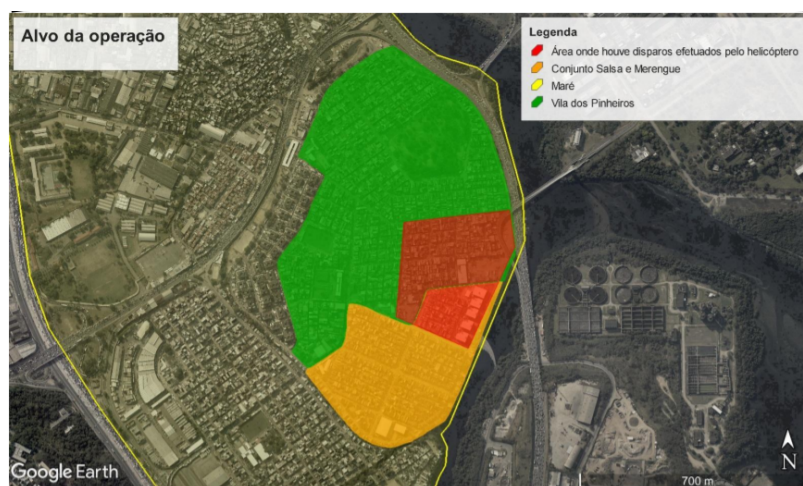 Alvo da operação
Legenda
Área onde houve disparos efetuados pelo helicóptero
Conjunto Salsa e Merengue
Maré
Vila dos Pinheiros
Google Earth
700 m
N